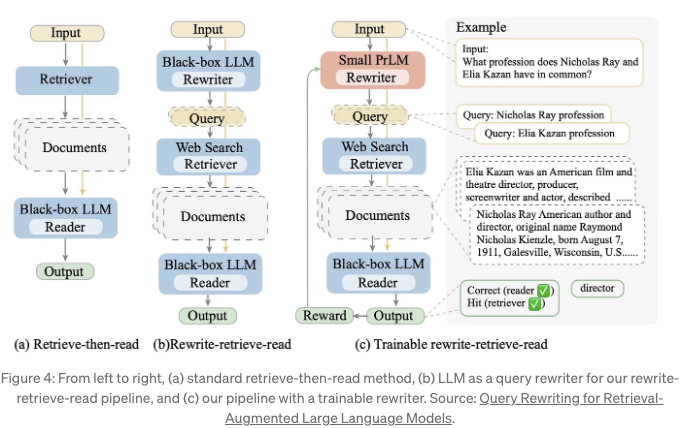 Input
Retriever
Documents
Black-box LLM
Reader
Output
(a) Retrieve-then-read
Input
Black-box LLM
Rewriter
Query
Web Search
Retriever
Documents
Black-box LLM
Reader
Output
(b)Rewrite-retrieve-read
Input
Small PrLM
Rewriter
Query
Web Search
Retriever
Documents
Black-box LLM
Reader
Reward
Output
(c) Trainable rewrite-retrieve-read
Example
Input:
What profession does Nicholas Ray and
Elia Kazan have in common?
Query: Nicholas Ray profession
Query: Elia Kazan profession
Elia Kazan was an American film and
theatre director, producer,
screenwriter and actor, described ......
Nicholas Ray American author and
director, original name Raymond
Nicholas Kienzle, born August 7,
1911, Galesville, Wisconsin, U.S......
Correct (reader ✅)
Hit (retriever ✅)
director
Figure 4: From left to right, (a) standard retrieve-then-read method, (b) LLM as a query rewriter for our rewrite-
retrieve-read pipeline, and (c) our pipeline with a trainable rewriter. Source: Query Rewriting for Retrieval-
Augmented Large Language Models.